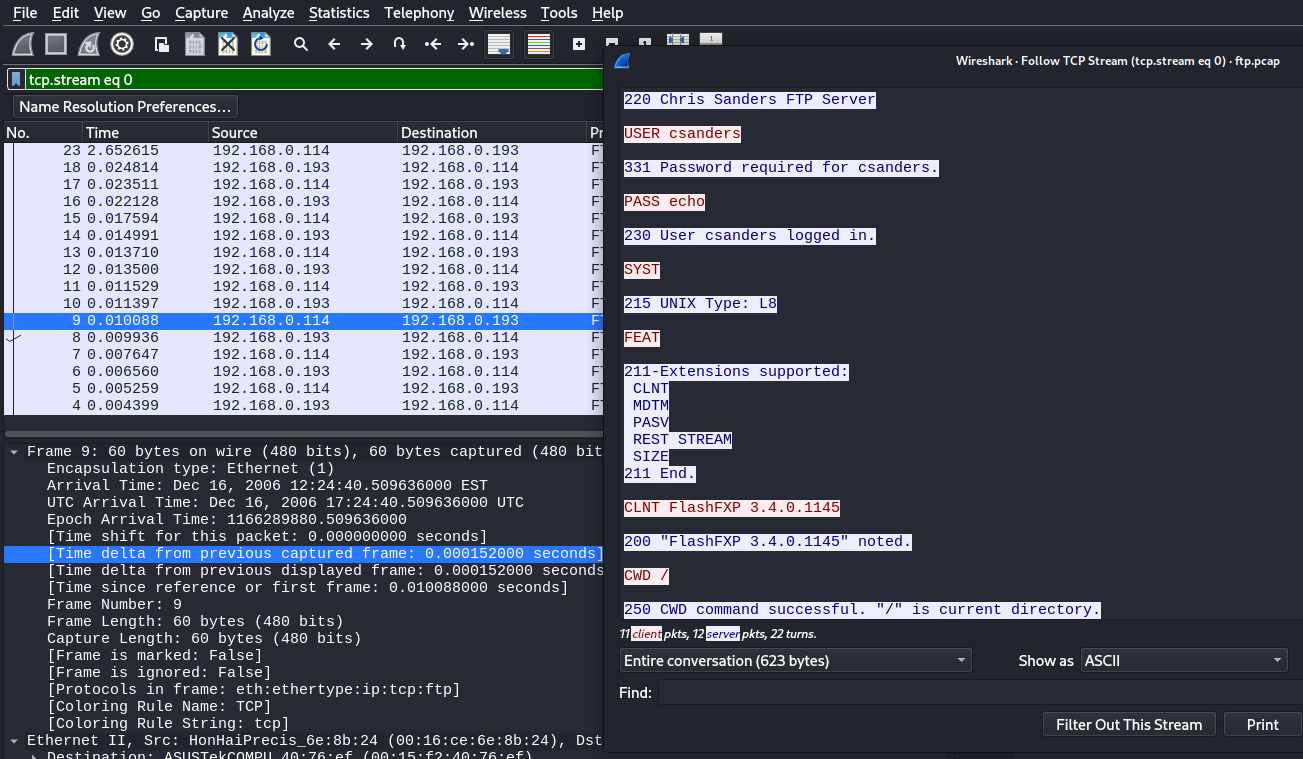 File Edit View Go Capture Analyze Statistics Telephony Wireless Tools Help
tcp.stream eq 0
Name Resolution Preferences...
No. Time Source Destination
23 2.652615 192.168.0.114 192.168.0.193
18 0.024814 192.168.0.114 192.168.0.193
17 0.023511 192.168.0.114 192.168.0.193
16 0.022128 192.168.0.114 192.168.0.193
15 0.017594 192.168.0.114 192.168.0.193
14 0.014991 192.168.0.114 192.168.0.193
13 0.013710 192.168.0.114 192.168.0.193
12 0.013500 192.168.0.193 192.168.0.114
11 0.011529 192.168.0.114 192.168.0.193
10 0.011397 192.168.0.193 192.168.0.114
9 0.010088 192.168.0.114 192.168.0.193
8 0.009936 192.168.0.193 192.168.0.114
7 0.007647 192.168.0.114 192.168.0.193
6 0.006560 192.168.0.193 192.168.0.114
5 0.005259 192.168.0.114 192.168.0.193
4 0.004399 192.168.0.193 192.168.0.114
Frame 9: 60 bytes on wire (480 bits), 60 bytes captured (480 bit
Encapsulation type: Ethernet (1)
Arrival Time: Dec 16, 2006 12:24:40.509636000 EST
UTC Arrival Time: Dec 16, 2006 17:24:40.509636000 UTC
Epoch Arrival Time: 1166289880.509636000
[Time shift for this packet: 0.000000000 seconds]
[Time delta from previous captured frame: 0.000152000 seconds]
[Time delta from previous displayed frame: 0.000152000 seconds
[Time since reference or first frame: 0.010088000 seconds]
Frame Number: 9
Frame Length: 60 bytes (480 bits)
Capture Length: 60 bytes (480 bits)
[Frame is marked: False]
[Frame is ignored: False]
[Protocols in frame: eth:ethertype:ip:tcp:ftp]
[Coloring Rule Name: TCP]
[Coloring Rule String: tcp]
Ethernet II, Src: HonHaiPrecis_6e:8b:24 (00:16:ce:6e:8b:24), Dst
Destination: ASUSTekCOMPU_40:76:ef (00:15:f2:40:76:ef)
Wireshark · Follow TCP Stream (tcp.stream eq 0) · ftp.pcap
220 Chris Sanders FTP Server
USER csanders
331 Password required for csanders.
PASS echo
230 User csanders logged in.
SYST
215 UNIX Type: L8
FEAT
211-Extensions supported:
CLNT
MDTM
PASV
REST STREAM
SIZE
211 End.
CLNT FlashFXP 3.4.0.1145
200 "FlashFXP 3.4.0.1145" noted.
CWD /
250 CWD command successful. "/" is current directory.
11 client pkts, 12 server pkts, 22 turns.
Entire conversation (623 bytes) Show as ASCII
Find:
Filter Out This Stream Print